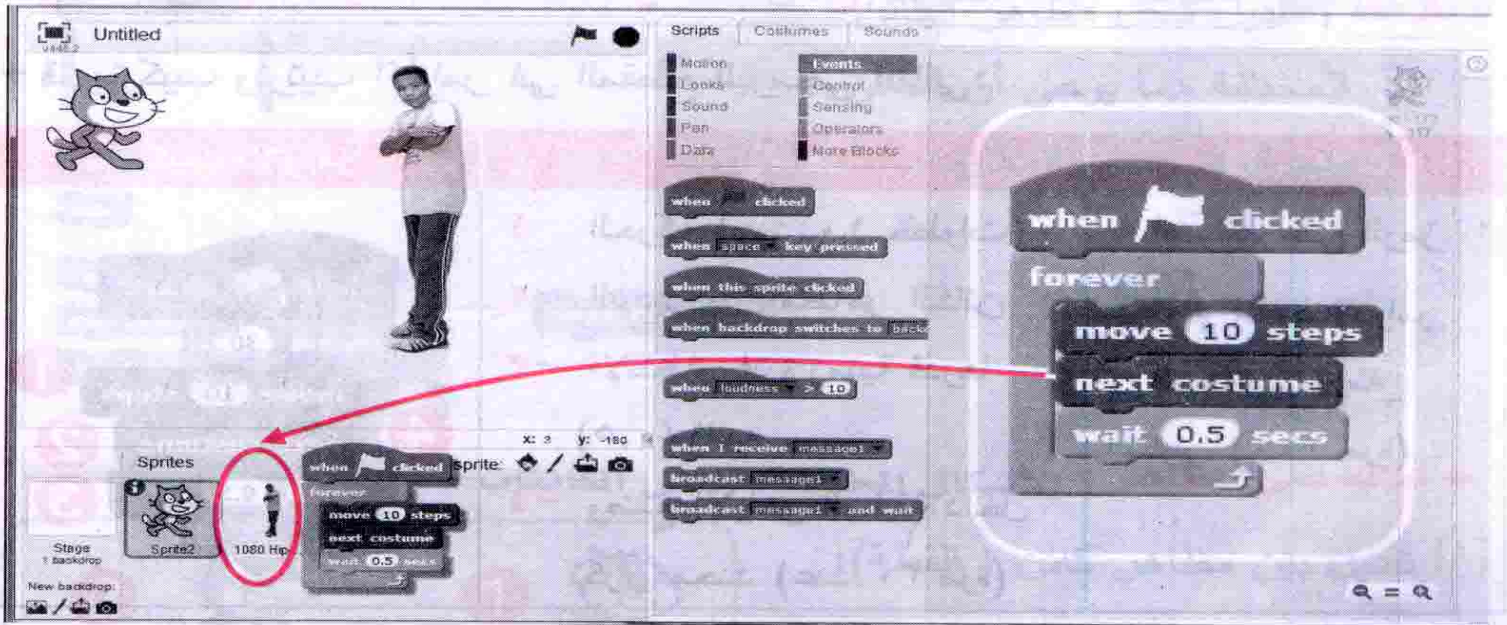 Untitled
v446.2
Scripts
Costumes
Sounds
Motion
Looks
Sound
Pen
Data
Events
Control
Sensing
Operators
More Blocks
when clicked
when space key pressed
when this sprite clicked
when backdrop switches to
when loudness > 10
when I receive message1
broadcast message1
broadcast message1 and wait
when clicked
forever
move 10 steps
next costume
wait 0.5 secs
X: 3 y: -180
Sprites
sprite:
Stage
1 backdrop
New backdrop:
Sprite2
1080 Hip
when clicked
forever
move 10 steps
next costume
wait 0.5 secs